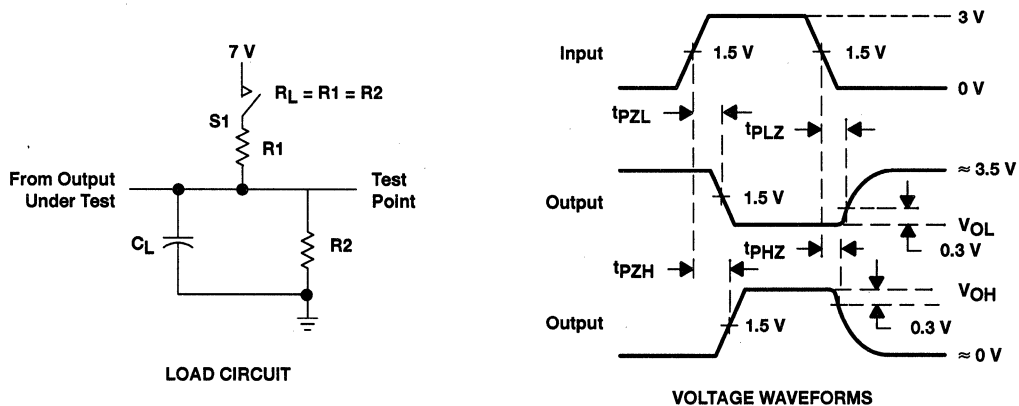 7 V
RL = R1 = R2
S1
R1
From Output
Under Test
Test
Point
CL
R2
LOAD CIRCUIT
3 V
Input
1.5 V
1.5 V
0 V
tPZL
tPLZ
≈ 3.5 V
Output
1.5 V
VOL
0.3 V
tPZH
tPHZ
VOH
Output
1.5 V
0.3 V
≈ 0 V
VOLTAGE WAVEFORMS